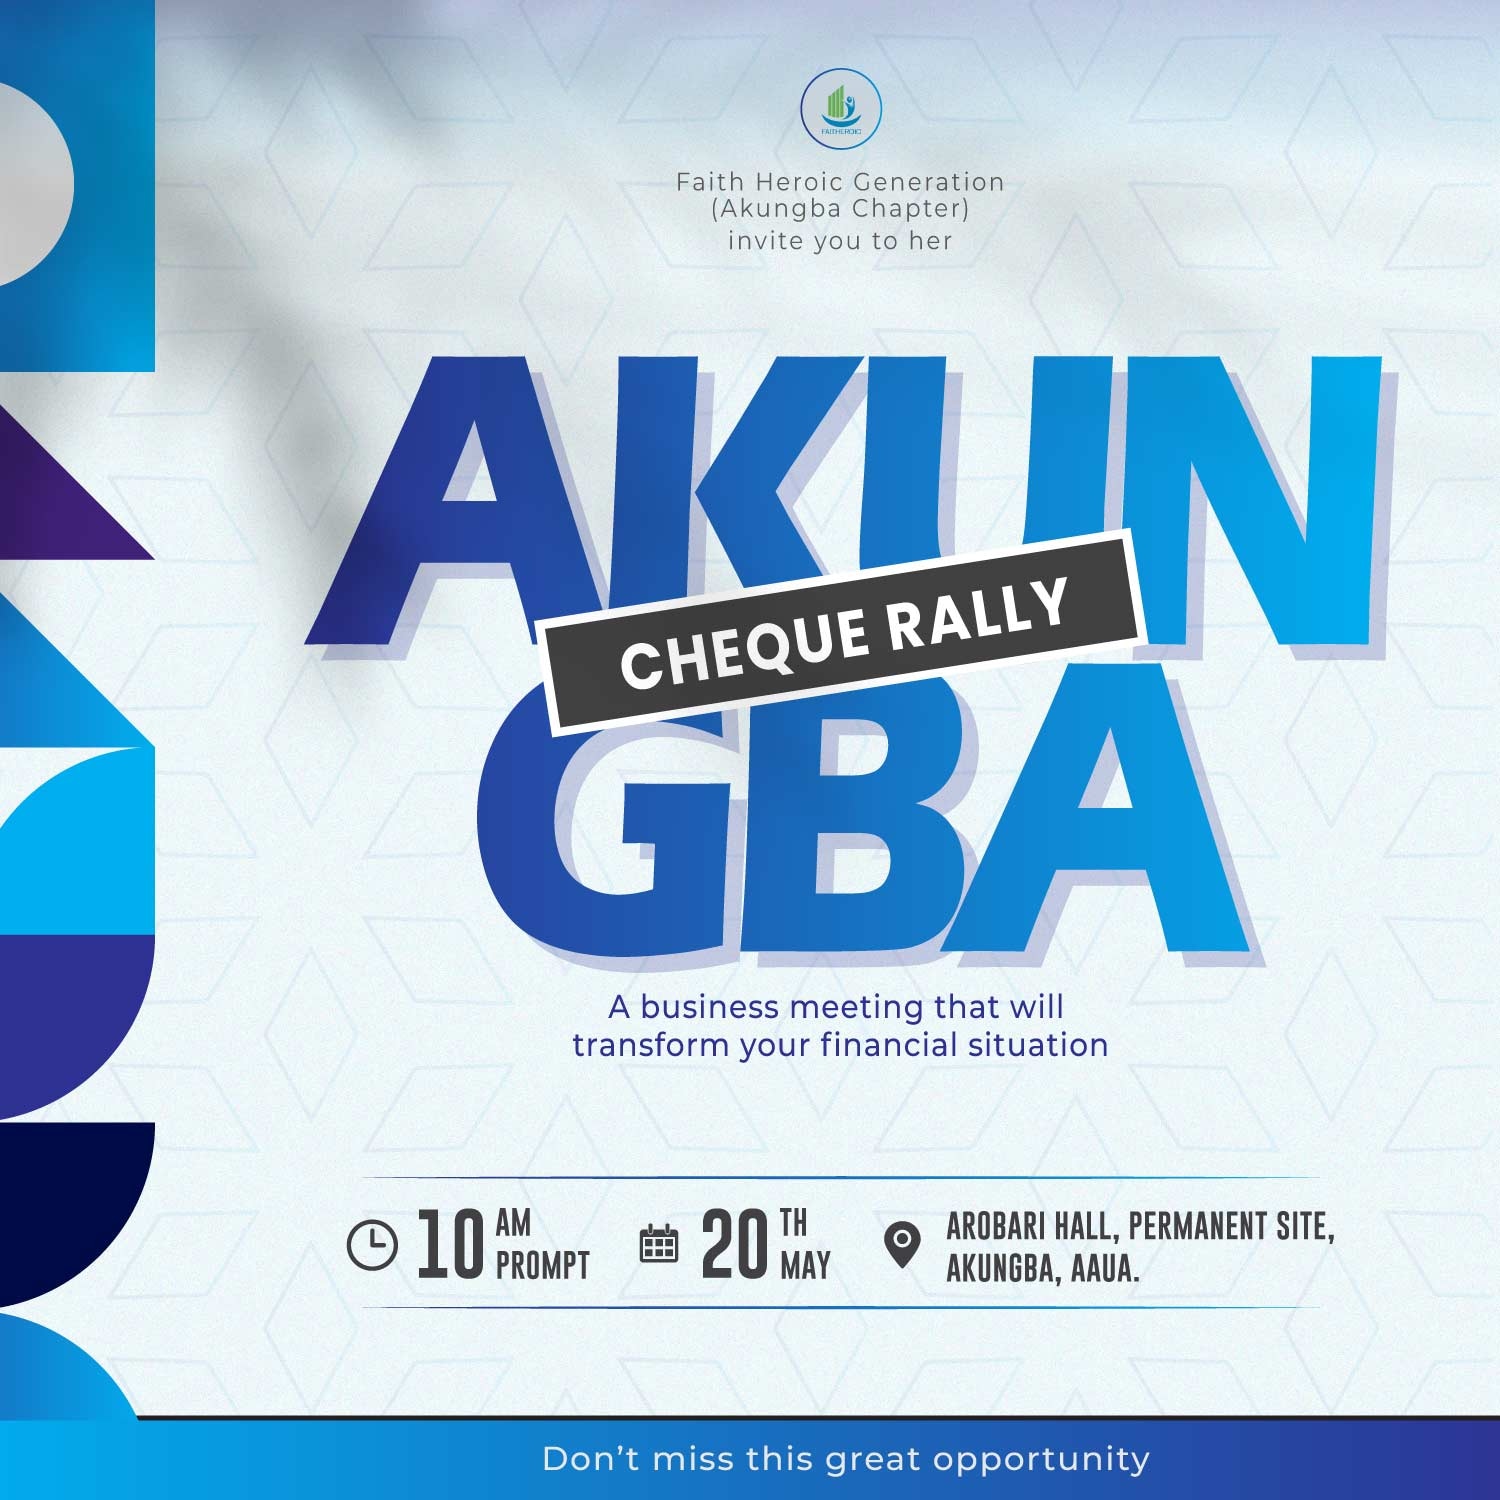 FAITHEROIC
Faith Heroic Generation
(Akungba Chapter)
invite you to her
AKUN
CHEQUE RALLY
GBA
A business meeting that will
transform your financial situation
10 AM PROMPT
20 TH MAY
AROBARI HALL, PERMANENT SITE,
AKUNGBA, AAUA.
Don't miss this great opportunity